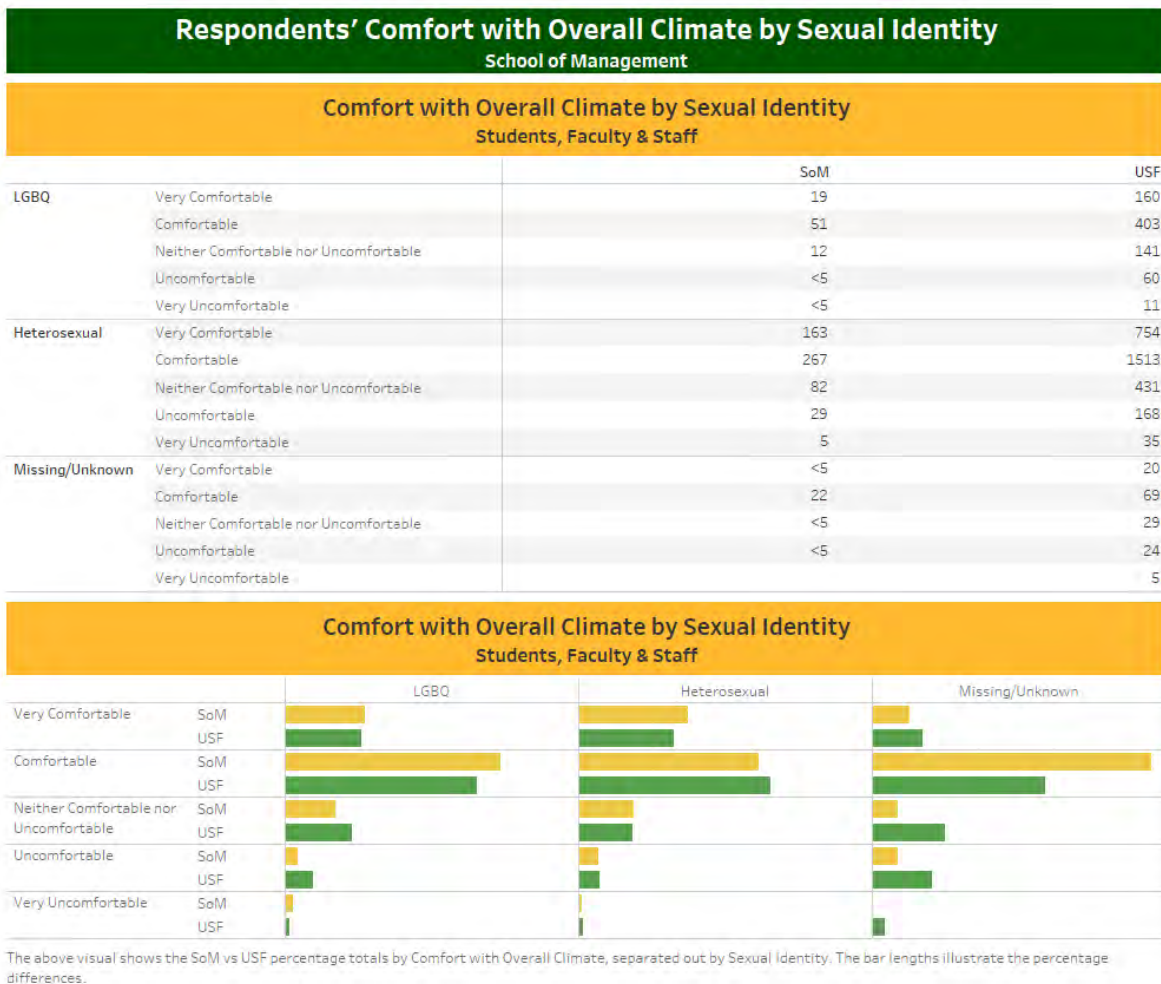 Respondents' Comfort with Overall Climate by Sexual Identity
School of Management
Comfort with Overall Climate by Sexual Identity
Students, Faculty & Staff
SoM USF
LGBQ Very Comfortable 19 160
Comfortable 51 403
Neither Comfortable nor Uncomfortable 12 141
Uncomfortable <5 60
Very Uncomfortable <5 11
Heterosexual Very Comfortable 163 754
Comfortable 267 1513
Neither Comfortable nor Uncomfortable 82 431
Uncomfortable 29 168
Very Uncomfortable 5 35
Missing/Unknown Very Comfortable <5 20
Comfortable 22 69
Neither Comfortable nor Uncomfortable <5 29
Uncomfortable <5 24
Very Uncomfortable 5
Comfort with Overall Climate by Sexual Identity
Students, Faculty & Staff
LGBQ Heterosexual Missing/Unknown
Very Comfortable SoM
USF
Comfortable SoM
USF
Neither Comfortable nor SoM
Uncomfortable USF
Uncomfortable SoM
USF
Very Uncomfortable SoM
USF
The above visual shows the SoM vs USF percentage totals by Comfort with Overall Climate, separated out by Sexual Identity. The bar lengths illustrate the percentage
differences.